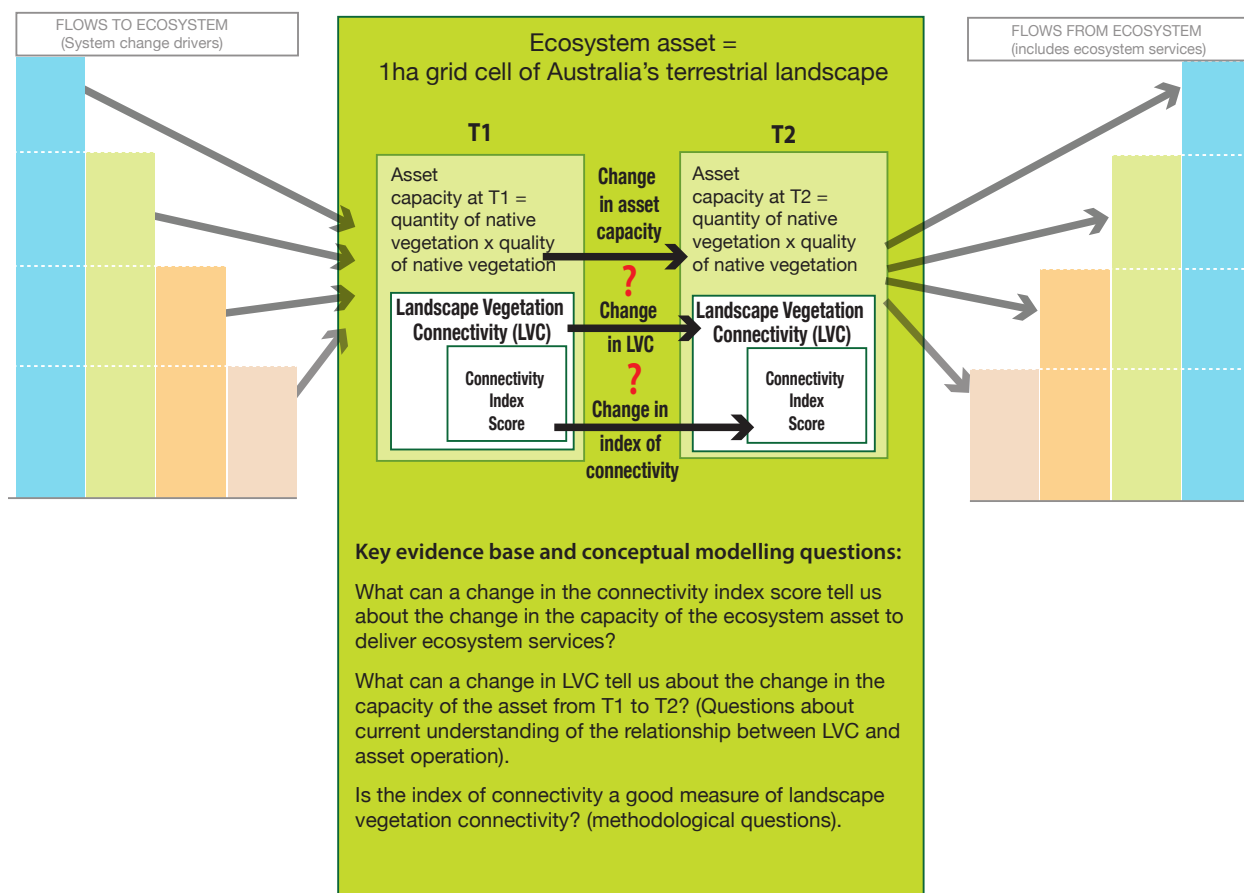 FLOWS TO ECOSYSTEM
(System change drivers)
Ecosystem asset =
1ha grid cell of Australia's terrestrial landscape
FLOWS FROM ECOSYSTEM
(includes ecosystem services)
T1
T2
Asset
capacity at T1 =
quantity of native
vegetation x quality
of native vegetation
Change
in asset
capacity
?
Asset
capacity at T2 =
quantity of native
vegetation x quality
of native vegetation
Landscape Vegetation
Connectivity (LVC)
Change
in LVC
?
Landscape Vegetation
Connectivity (LVC)
Connectivity
Index
Score
Change in
index of
connectivity
Connectivity
Index
Score
Key evidence base and conceptual modelling questions:
What can a change in the connectivity index score tell us
about the change in the capacity of the ecosystem asset to
deliver ecosystem services?
What can a change in LVC tell us about the change in the
capacity of the asset from T1 to T2? (Questions about
current understanding of the relationship between LVC and
asset operation).
Is the index of connectivity a good measure of landscape
vegetation connectivity? (methodological questions).